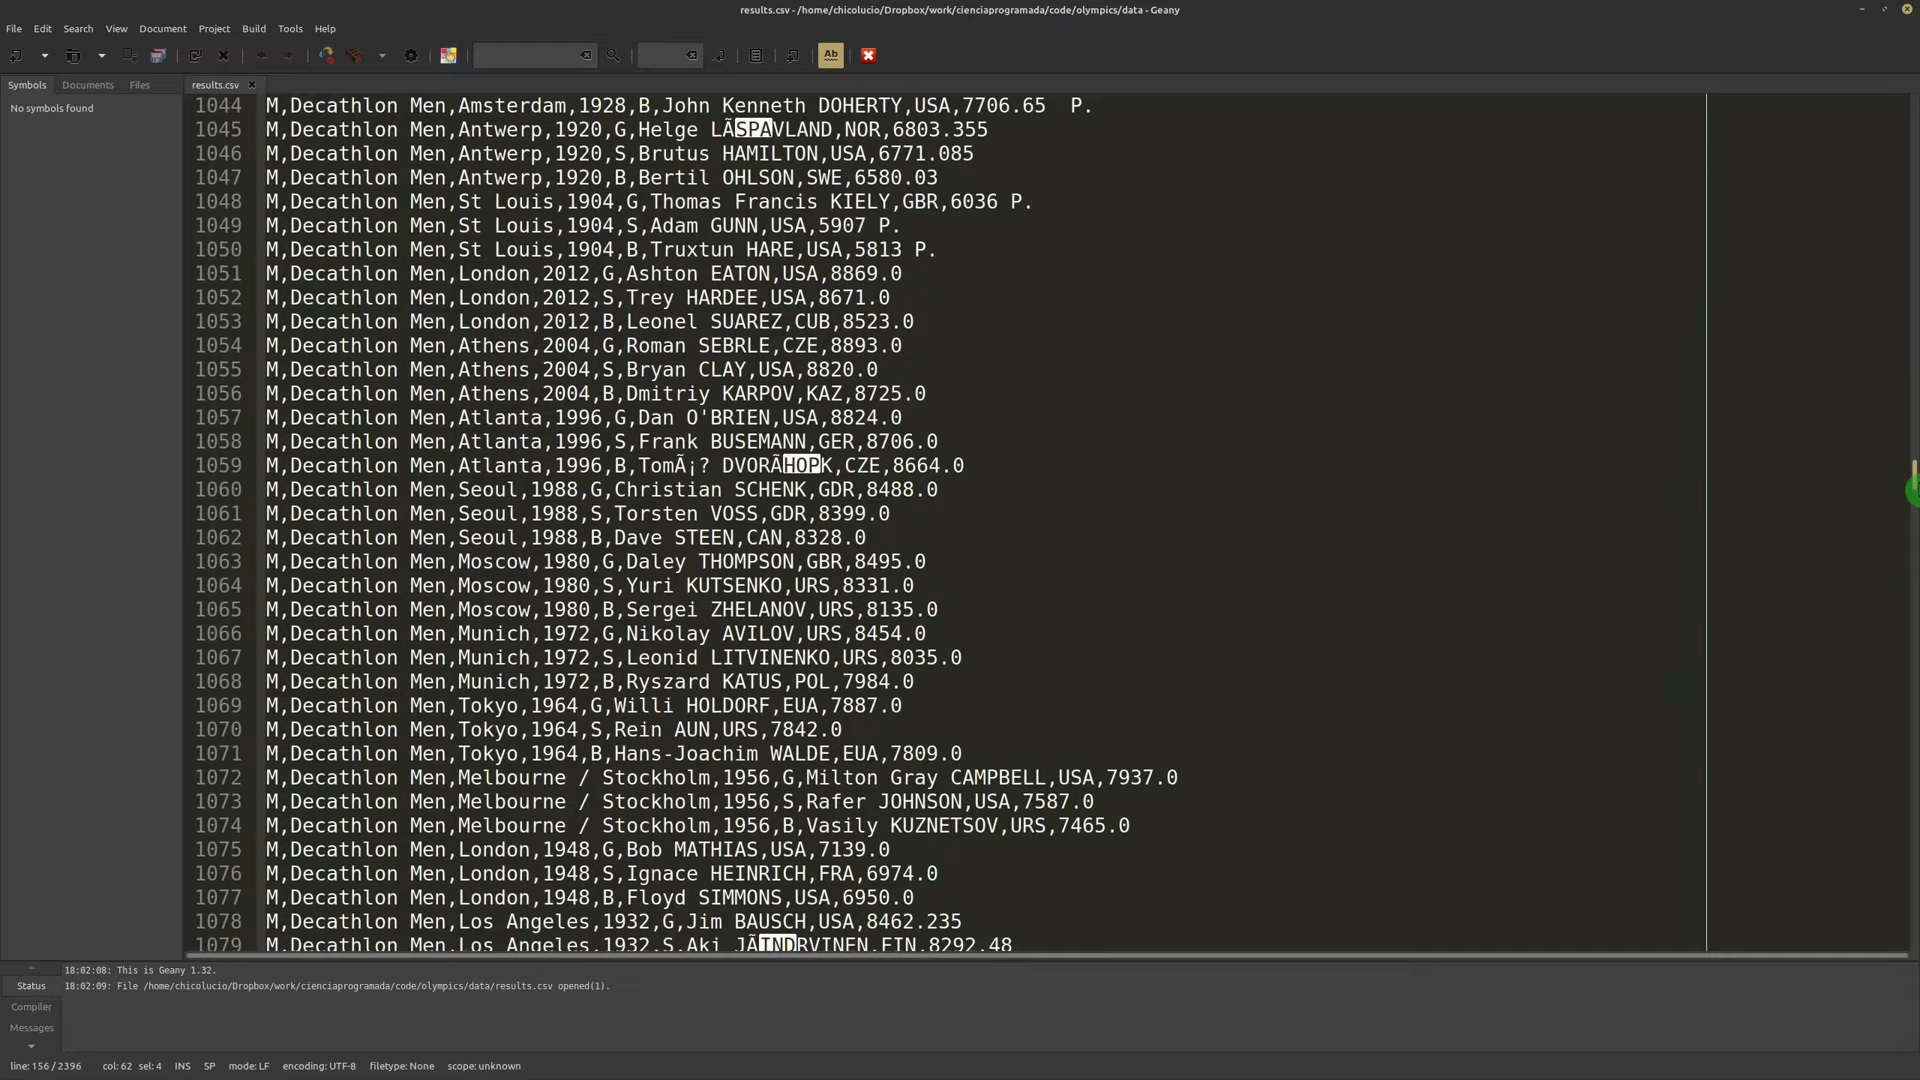 results.csv - /home/chicolucio/Dropbox/work/cienciaprogramada/code/olympics/data - Geany
File Edit Search View Document Project Build Tools Help
Ab
Symbols Documents Files
results.csv
No symbols found
1044 M,Decathlon Men,Amsterdam,1928,B,John Kenneth DOHERTY,USA,7706.65  P.
1045 M,Decathlon Men,Antwerp,1920,G,Helge LÃSPAVLAND,NOR,6803.355
1046 M,Decathlon Men,Antwerp,1920,S,Brutus HAMILTON,USA,6771.085
1047 M,Decathlon Men,Antwerp,1920,B,Bertil OHLSON,SWE,6580.03
1048 M,Decathlon Men,St Louis,1904,G,Thomas Francis KIELY,GBR,6036 P.
1049 M,Decathlon Men,St Louis,1904,S,Adam GUNN,USA,5907 P.
1050 M,Decathlon Men,St Louis,1904,B,Truxtun HARE,USA,5813 P.
1051 M,Decathlon Men,London,2012,G,Ashton EATON,USA,8869.0
1052 M,Decathlon Men,London,2012,S,Trey HARDEE,USA,8671.0
1053 M,Decathlon Men,London,2012,B,Leonel SUAREZ,CUB,8523.0
1054 M,Decathlon Men,Athens,2004,G,Roman SEBRLE,CZE,8893.0
1055 M,Decathlon Men,Athens,2004,S,Bryan CLAY,USA,8820.0
1056 M,Decathlon Men,Athens,2004,B,Dmitriy KARPOV,KAZ,8725.0
1057 M,Decathlon Men,Atlanta,1996,G,Dan O'BRIEN,USA,8824.0
1058 M,Decathlon Men,Atlanta,1996,S,Frank BUSEMANN,GER,8706.0
1059 M,Decathlon Men,Atlanta,1996,B,TomÃ¡? DVORÃHOPK,CZE,8664.0
1060 M,Decathlon Men,Seoul,1988,G,Christian SCHENK,GDR,8488.0
1061 M,Decathlon Men,Seoul,1988,S,Torsten VOSS,GDR,8399.0
1062 M,Decathlon Men,Seoul,1988,B,Dave STEEN,CAN,8328.0
1063 M,Decathlon Men,Moscow,1980,G,Daley THOMPSON,GBR,8495.0
1064 M,Decathlon Men,Moscow,1980,S,Yuri KUTSENKO,URS,8331.0
1065 M,Decathlon Men,Moscow,1980,B,Sergei ZHELANOV,URS,8135.0
1066 M,Decathlon Men,Munich,1972,G,Nikolay AVILOV,URS,8454.0
1067 M,Decathlon Men,Munich,1972,S,Leonid LITVINENKO,URS,8035.0
1068 M,Decathlon Men,Munich,1972,B,Ryszard KATUS,POL,7984.0
1069 M,Decathlon Men,Tokyo,1964,G,Willi HOLDORF,EUA,7887.0
1070 M,Decathlon Men,Tokyo,1964,S,Rein AUN,URS,7842.0
1071 M,Decathlon Men,Tokyo,1964,B,Hans-Joachim WALDE,EUA,7809.0
1072 M,Decathlon Men,Melbourne / Stockholm,1956,G,Milton Gray CAMPBELL,USA,7937.0
1073 M,Decathlon Men,Melbourne / Stockholm,1956,S,Rafer JOHNSON,USA,7587.0
1074 M,Decathlon Men,Melbourne / Stockholm,1956,B,Vasily KUZNETSOV,URS,7465.0
1075 M,Decathlon Men,London,1948,G,Bob MATHIAS,USA,7139.0
1076 M,Decathlon Men,London,1948,S,Ignace HEINRICH,FRA,6974.0
1077 M,Decathlon Men,London,1948,B,Floyd SIMMONS,USA,6950.0
1078 M,Decathlon Men,Los Angeles,1932,G,Jim BAUSCH,USA,8462.235
1079 M,Decathlon Men,Los Angeles,1932,S,Aki JÃINDRVINEN,FIN,8292.48
18:02:08: This is Geany 1.32.
Status 18:02:09: File /home/chicolucio/Dropbox/work/cienciaprogramada/code/olympics/data/results.csv opened(1).
Compiler
Messages
line: 156 / 2396 col: 62 sel: 4 INS SP mode: LF encoding: UTF-8 filetype: None scope: unknown